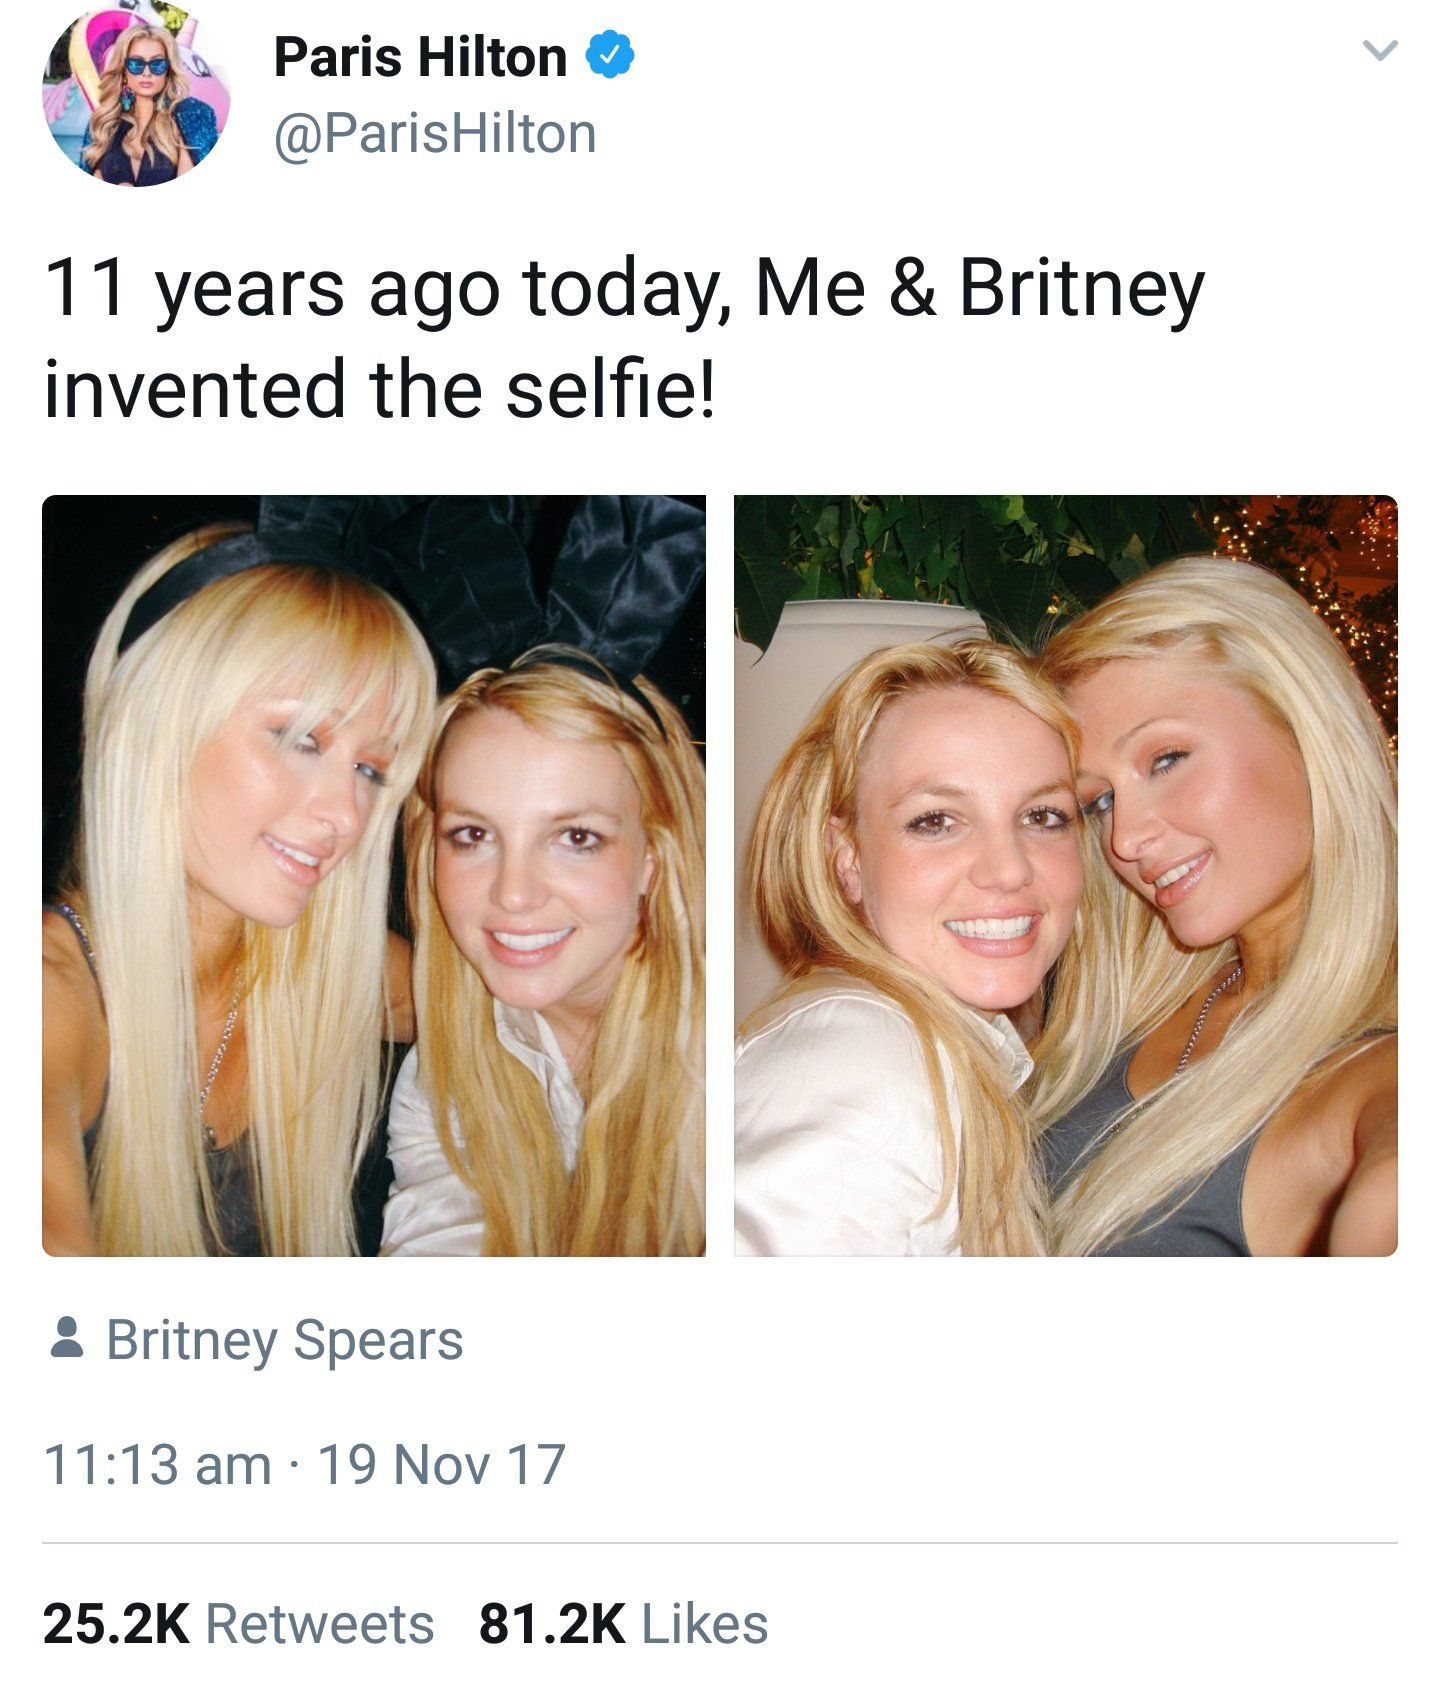 Paris Hilton
@ParisHilton
11 years ago today, Me & Britney
invented the selfie!
Britney Spears
11:13 am · 19 Nov 17
25.2K Retweets 81.2K Likes